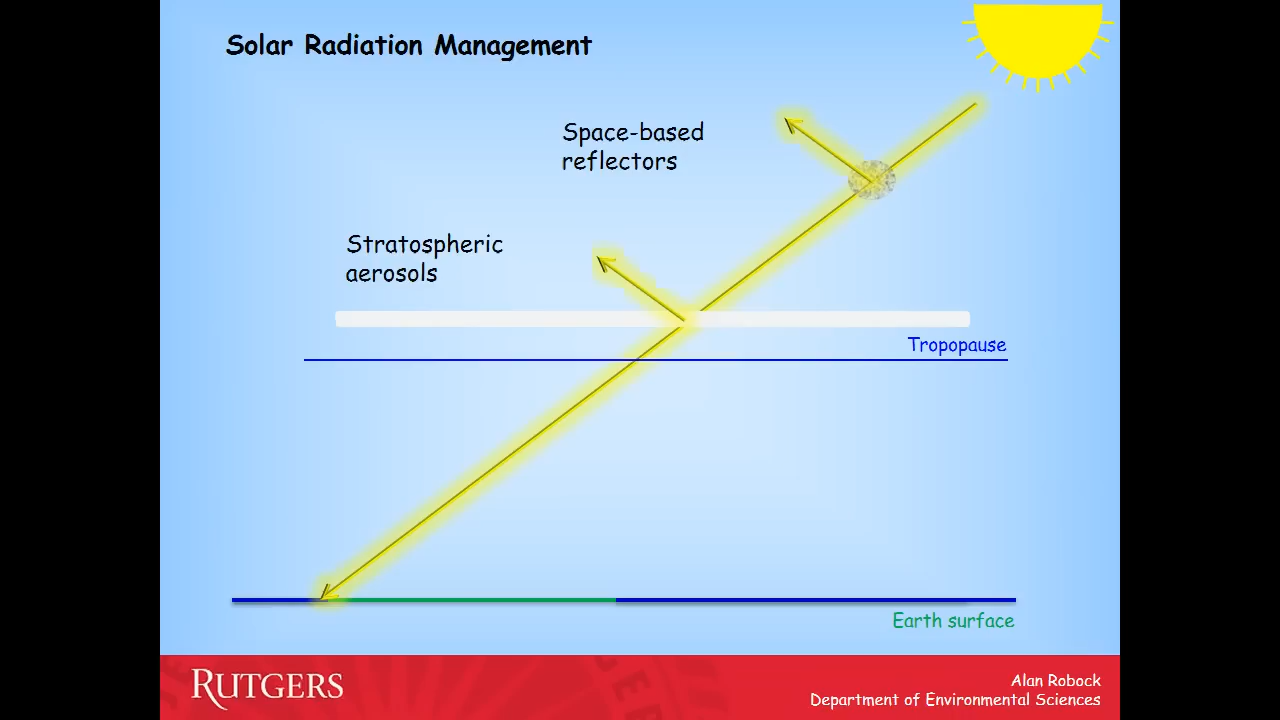 Solar Radiation Management
Space-based
reflectors
Stratospheric
aerosols
Tropopause
Earth surface
RUTGERS
Alan Robock
Department of Environmental Sciences